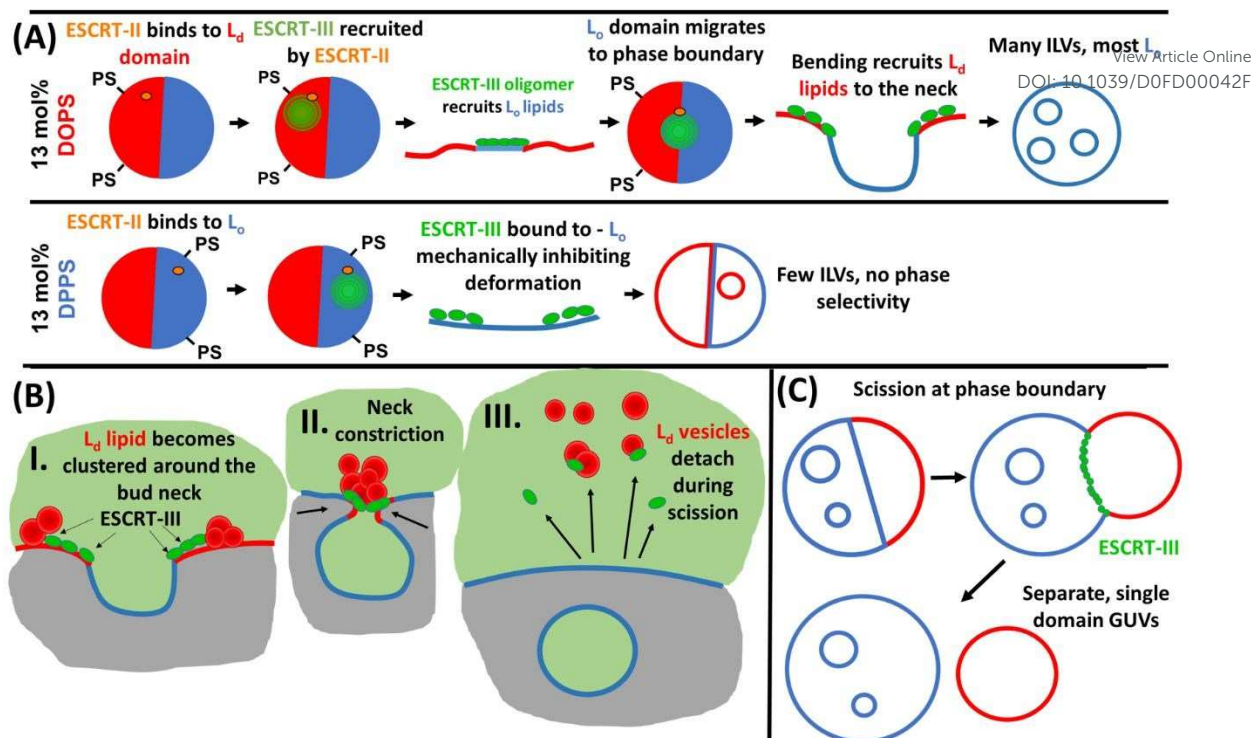 (A)
ESCRT-II binds to Ld
domain
PS
PS
13 mol%
DOPS
ESCRT-III recruited
by ESCRT-II
PS
PS
ESCRT-III oligomer
recruits Lo lipids
Lo domain migrates
to phase boundary
PS
PS
Bending recruits Ld
lipids to the neck
Many ILVs, most Lo
View Article Online
DOI: 10.1039/D0FD00042F
13 mol%
DPPS
ESCRT-II binds to Lo
PS
PS
PS
PS
ESCRT-III bound to - Lo
mechanically inhibiting
deformation
Few ILVs, no phase
selectivity
(B)
I.
Ld lipid becomes
clustered around the
bud neck
ESCRT-III
II.
Neck
constriction
III.
Ld vesicles
detach
during
scission
(C)
Scission at phase boundary
ESCRT-III
Separate, single
domain GUVs